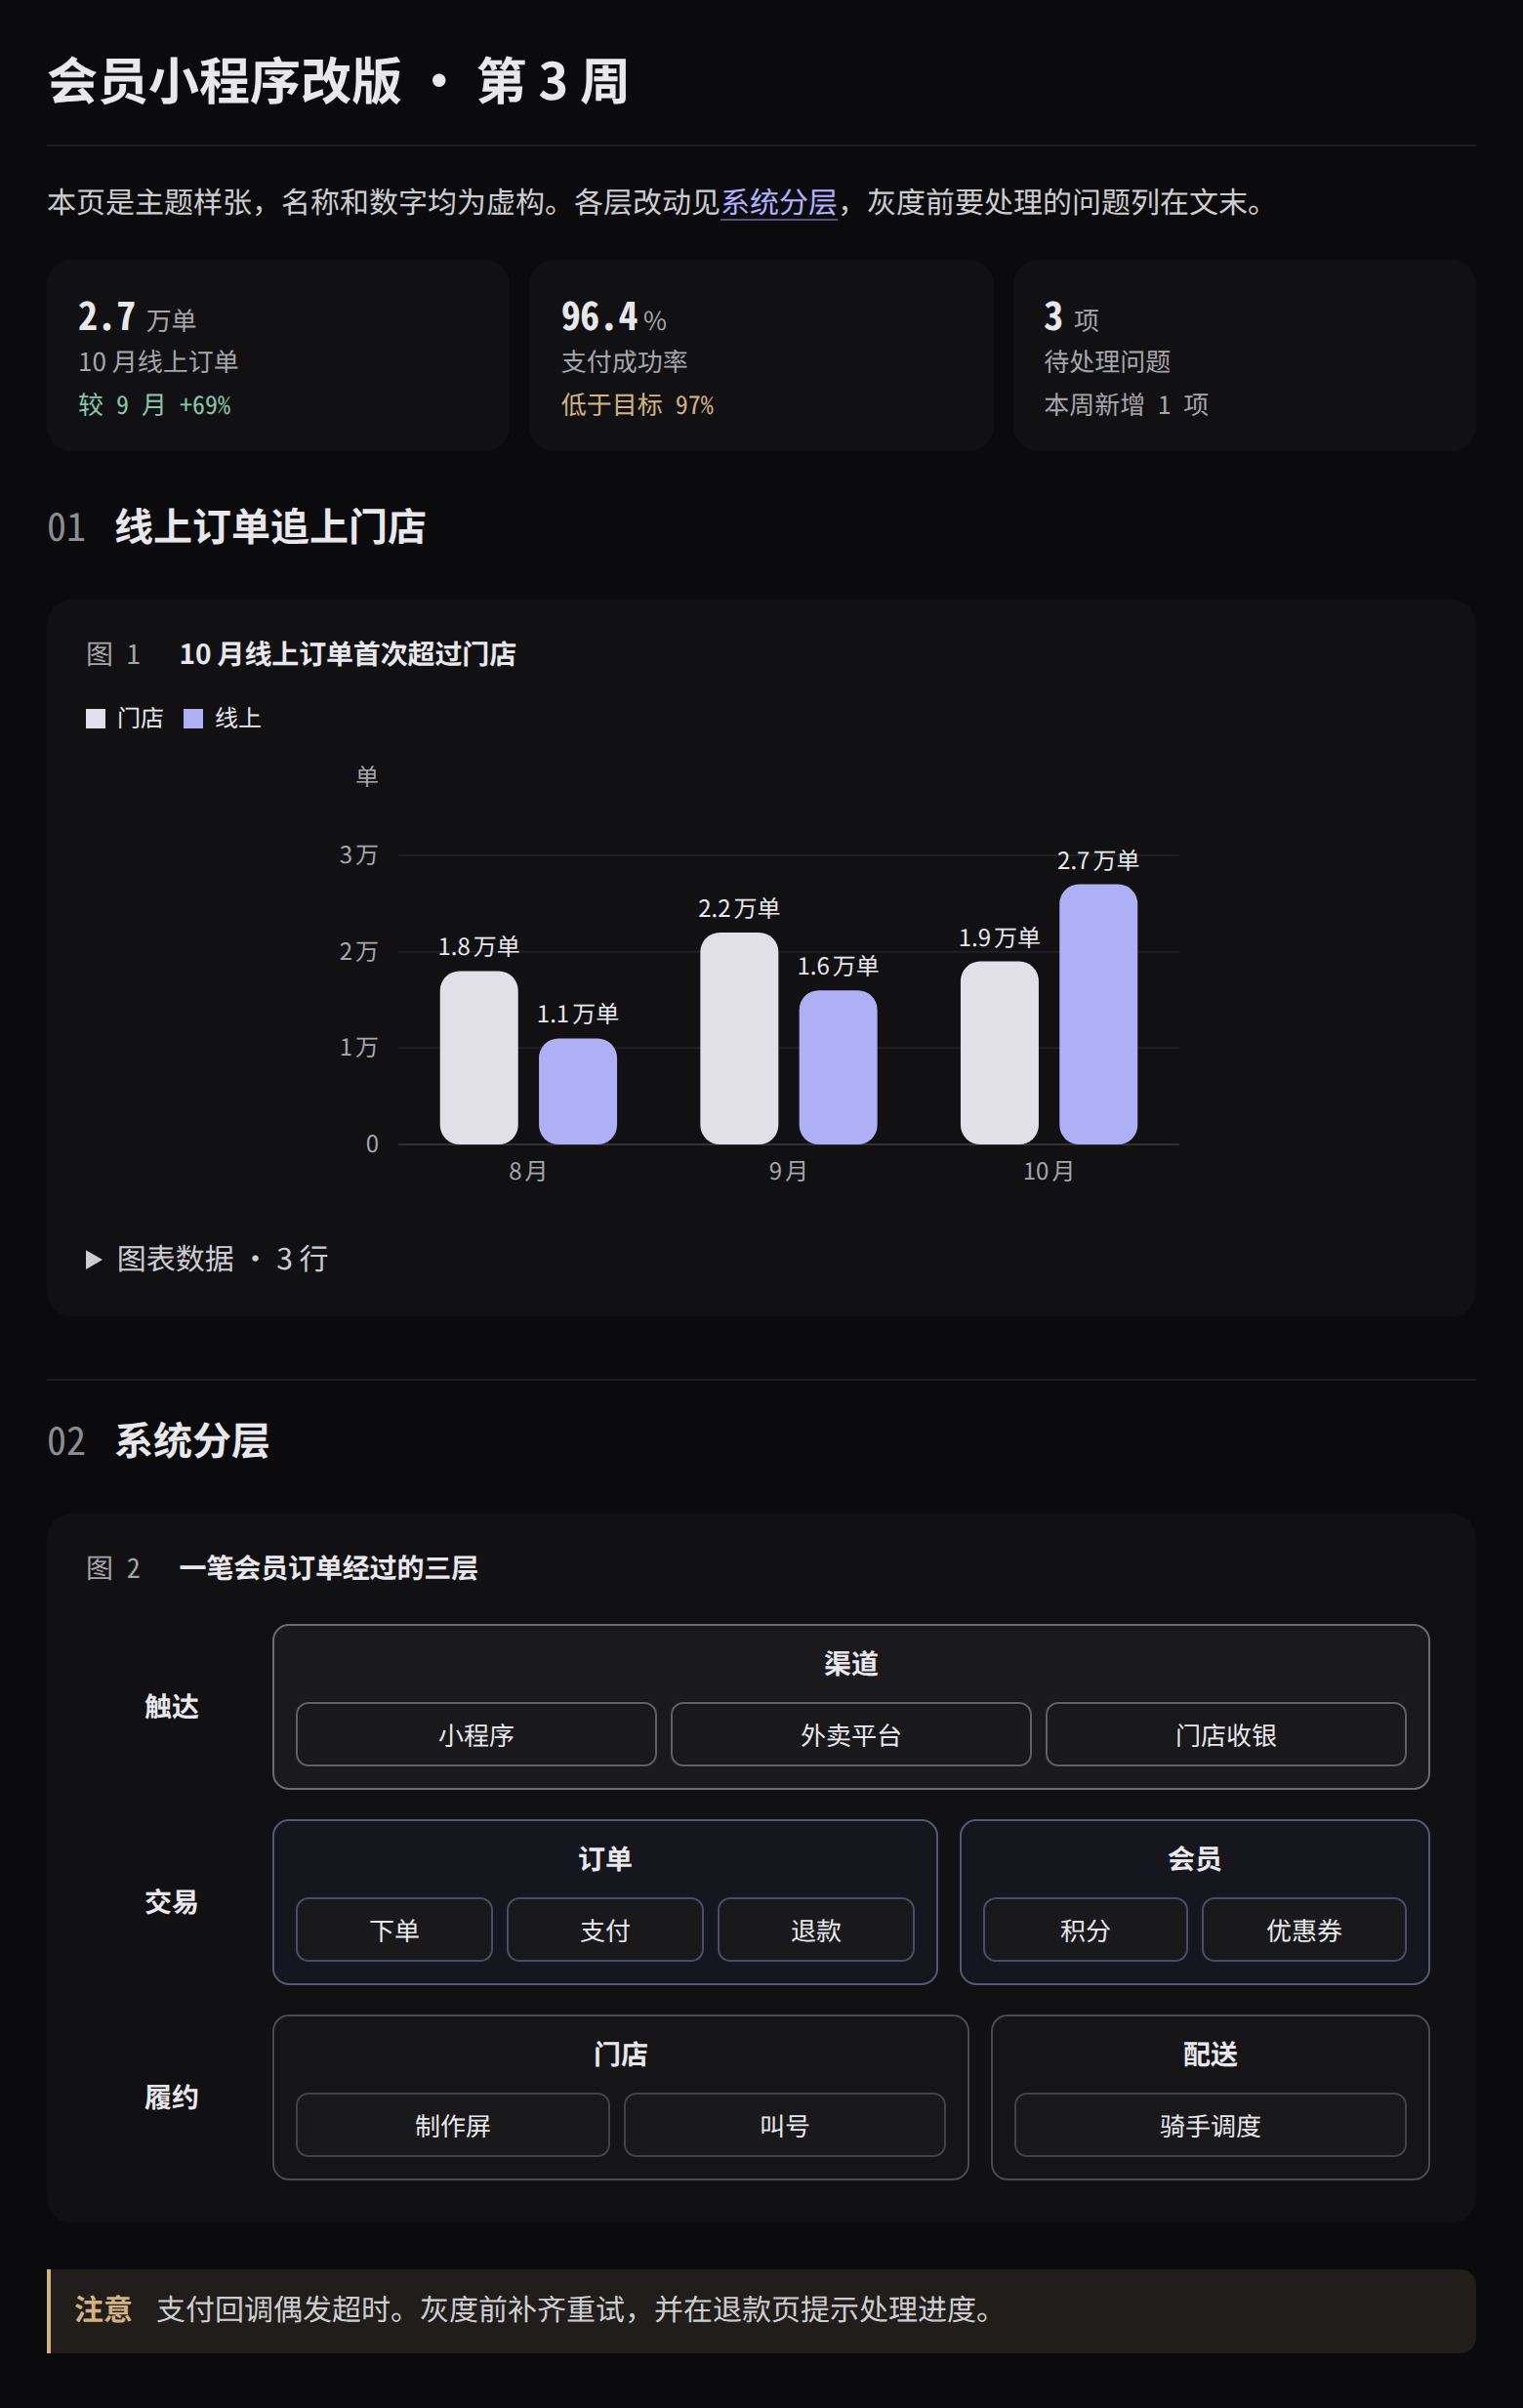 会员小程序改版 · 第 3 周
本页是主题样张，名称和数字均为虚构。各层改动见系统分层，灰度前要处理的问题列在文末。
2.7 万单
10 月线上订单
较 9 月 +69%
96.4 %
支付成功率
低于目标 97%
3 项
待处理问题
本周新增 1 项
01 线上订单追上门店
图 1 10 月线上订单首次超过门店
门店 线上
单
3万
2万
1万
0
1.8万单
1.1万单
2.2万单
1.6万单
1.9万单
2.7万单
8月
9月
10月
▶ 图表数据 · 3 行
02 系统分层
图 2 一笔会员订单经过的三层
触达
渠道
小程序 外卖平台 门店收银
交易
订单
下单 支付 退款
会员
积分 优惠券
履约
门店
制作屏 叫号
配送
骑手调度
注意 支付回调偶发超时。灰度前补齐重试，并在退款页提示处理进度。